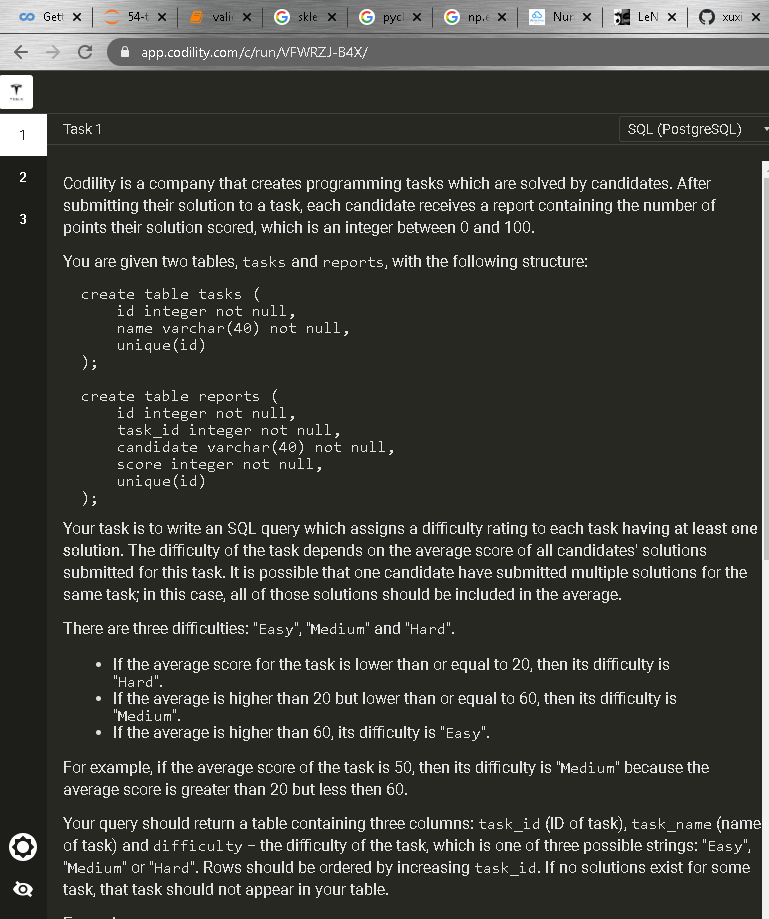 Gett
54-t
vali
skle
pycl
np.e
Nur
LeN
xuxi
app.codility.com/c/run/VFWRZJ-B4X/
1
Task 1
SQL (PostgreSQL)
2
3
Codility is a company that creates programming tasks which are solved by candidates. After
submitting their solution to a task, each candidate receives a report containing the number of
points their solution scored, which is an integer between 0 and 100.
You are given two tables, tasks and reports, with the following structure:
create table tasks (
id integer not null,
name varchar(40) not null,
unique(id)
);
create table reports (
id integer not null,
task_id integer not null,
candidate varchar(40) not null,
score integer not null,
unique(id)
);
Your task is to write an SQL query which assigns a difficulty rating to each task having at least one
solution. The difficulty of the task depends on the average score of all candidates' solutions
submitted for this task. It is possible that one candidate have submitted multiple solutions for the
same task; in this case, all of those solutions should be included in the average.
There are three difficulties: "Easy", "Medium" and "Hard".
• If the average score for the task is lower than or equal to 20, then its difficulty is
"Hard".
• If the average is higher than 20 but lower than or equal to 60, then its difficulty is
"Medium".
• If the average is higher than 60, its difficulty is "Easy".
For example, if the average score of the task is 50, then its difficulty is "Medium" because the
average score is greater than 20 but less then 60.
Your query should return a table containing three columns: task_id (ID of task), task_name (name
of task) and difficulty – the difficulty of the task, which is one of three possible strings: "Easy",
"Medium" or "Hard". Rows should be ordered by increasing task_id. If no solutions exist for some
task, that task should not appear in your table.